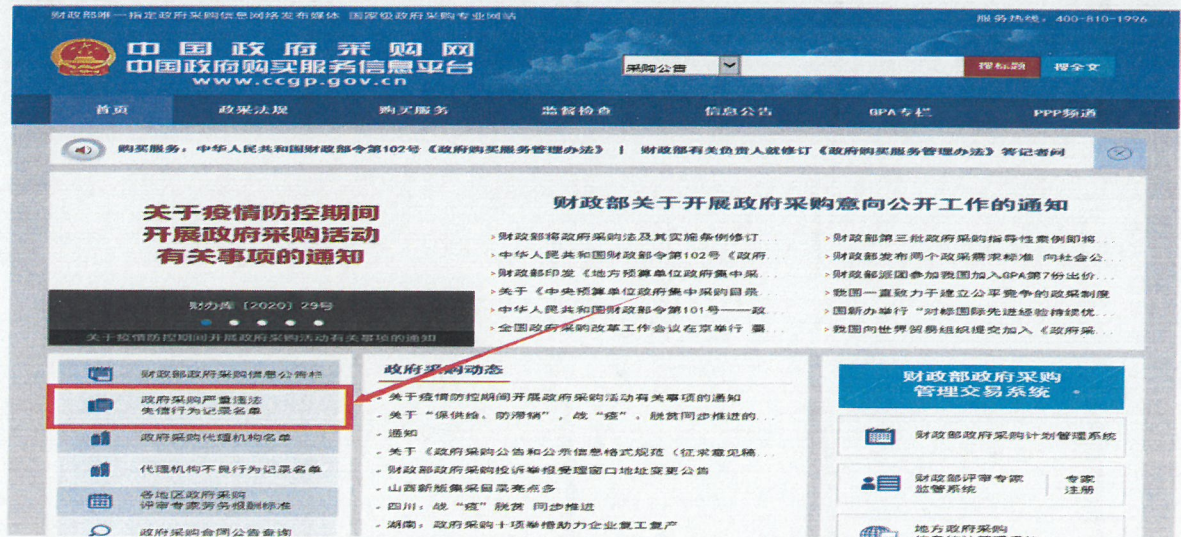 财政部唯一指定政府采购信息网络发布媒体 国家级政府采购专业网站
服务热线：400-810-1996
中国政府采购网
中国政府购买服务信息平台
www.ccgp.gov.cn
采购公告
搜标题
搜全文
首页
政采法规
购买服务
监督检查
信息公告
GPA专栏
PPP频道
购买服务：中华人民共和国财政部令第102号《政府购买服务管理办法》 | 财政部有关负责人就修订《政府购买服务管理办法》答记者问
关于疫情防控期间
开展政府采购活动
有关事项的通知
财办库〔2020〕29号
关于疫情防控期间开展政府采购活动有关事项的通知
财政部关于开展政府采购意向公开工作的通知
>财政部将政府采购法及其实施条例修订...
>中华人民共和国财政部令第102号《政府...
>财政部印发《地方预算单位政府集中采...
>关于《中央预算单位政府集中采购目录...
>中华人民共和国财政部令第101号——政...
>全国政府采购改革工作会议在京举行 要...
>财政部第三批政府采购指导性案例即将...
>财政部发布两个政采需求标准 向社会公...
>财政部派团参加我国加入GPA第7份出价...
>我国一直致力于建立公平竞争的政采制度
>国新办举行“对标国际先进经验持续优...
>我国向世界贸易组织提交加入《政府采...
财政部政府采购信息公告栏
政府采购严重违法
失信行为记录名单
政府采购代理机构名单
代理机构不良行为记录名单
各地区政府采购
评审专家劳务报酬标准
政府采购合同公告查询
政府采购动态
关于疫情防控期间开展政府采购活动有关事项的通知
关于“保供给、防滞销”，战“疫”、脱贫同步推进的...
通知
关于《政府采购公告和公示信息格式规范（征求意见稿...
财政部政府采购投诉举报受理窗口地址变更公告
山西新版集采目录亮点多
四川：战“疫”脱贫 同步推进
湖南：政府采购十项举措助力企业复工复产
财政部政府采购
管理交易系统
财政部政府采购计划管理系统
财政部评审专家
监管系统
专家
注册
地方政府采购